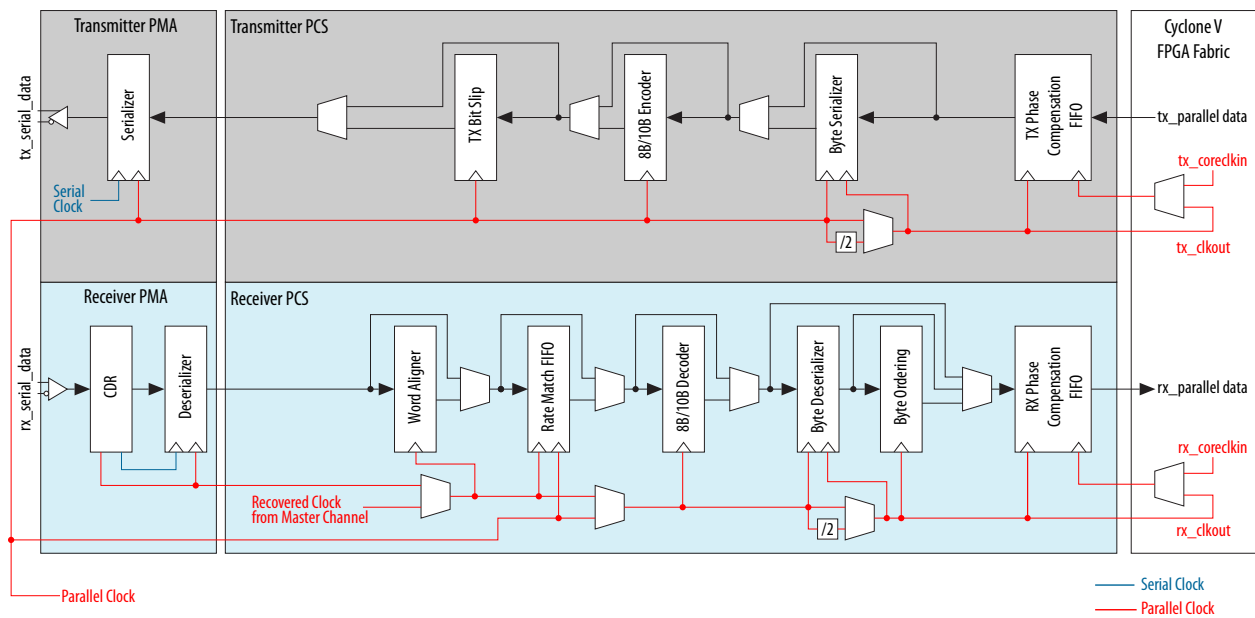 Transmitter PMA
Transmitter PCS
Cyclone V
FPGA Fabric
tx_serial_data
Serializer
TX Bit Slip
8B/10B Encoder
Byte Serializer
TX Phase
Compensation
FIFO
tx_parallel data
tx_coreclkin
Serial
Clock
/2
tx_clkout
Receiver PMA
Receiver PCS
rx_serial_data
CDR
Deserializer
Word Aligner
Rate Match FIFO
8B/10B Decoder
Byte Deserializer
Byte Ordering
RX Phase
Compensation
FIFO
rx_parallel data
rx_coreclkin
Recovered Clock
from Master Channel
/2
rx_clkout
Parallel Clock
Serial Clock
Parallel Clock